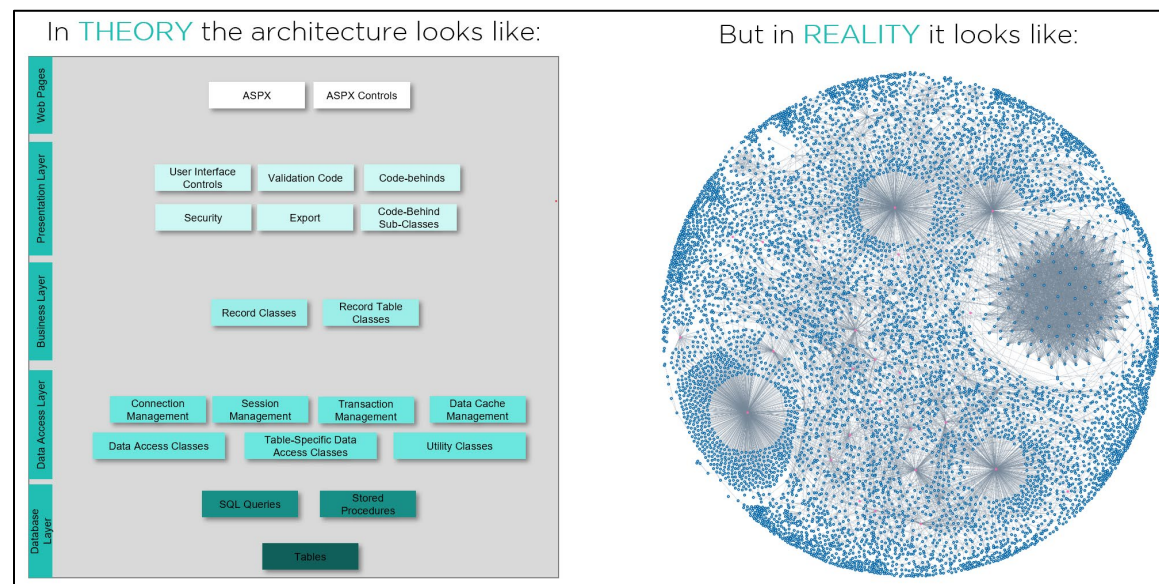 In THEORY the architecture looks like:
But in REALITY it looks like:
Web Pages
ASPX
ASPX Controls
Presentation Layer
User Interface
Controls
Validation Code
Code-behinds
Security
Export
Code-Behind
Sub-Classes
Business Layer
Record Classes
Record Table
Classes
Data Access Layer
Connection
Management
Session
Management
Transaction
Management
Data Cache
Management
Data Access Classes
Table-Specific Data
Access Classes
Utility Classes
Database
Layer
SQL Queries
Stored
Procedures
Tables